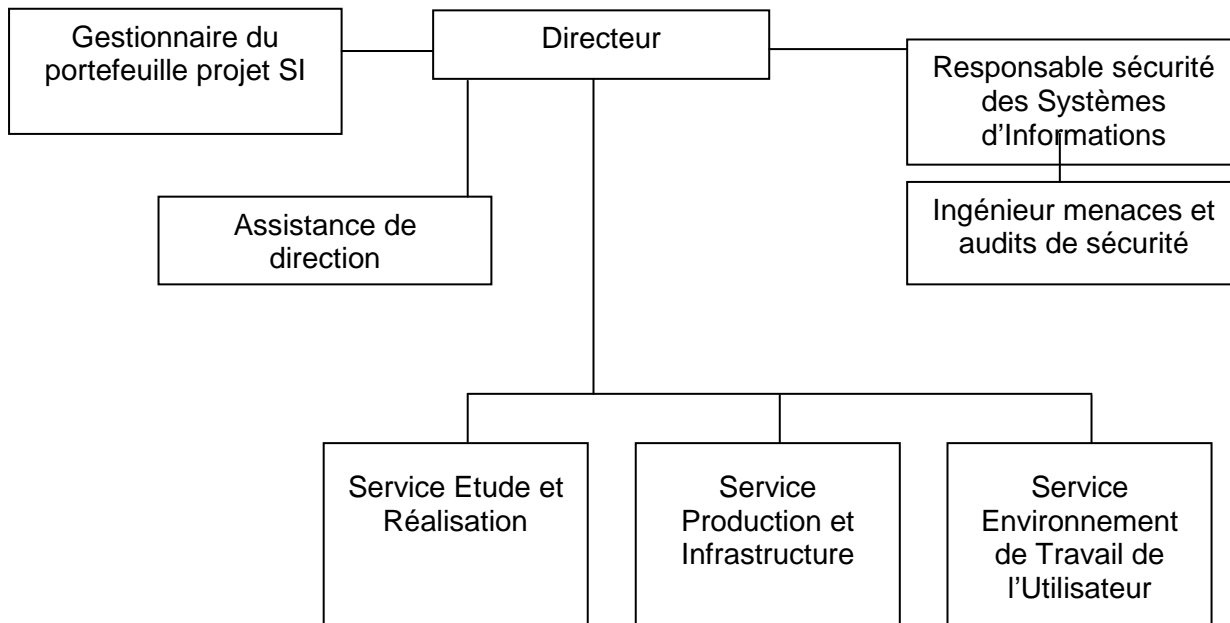 Gestionnaire du
portefeuille projet SI
Directeur
Responsable sécurité
des Systèmes
d'Informations
Assistance de
direction
Ingénieur menaces et
audits de sécurité
Service Etude et
Réalisation
Service
Production et
Infrastructure
Service
Environnement
de Travail de
l'Utilisateur